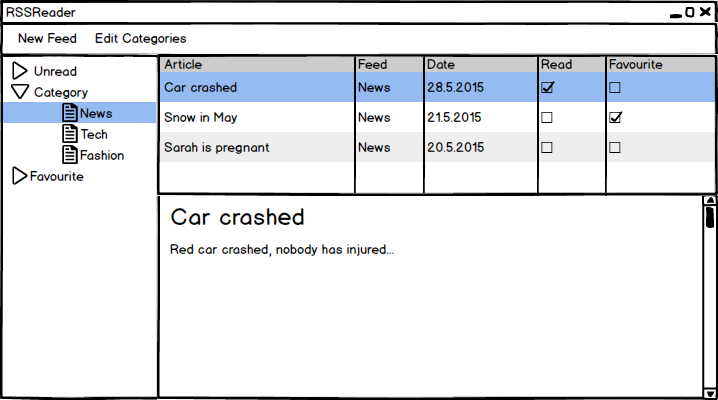 RSSReader
New Feed Edit Categories
Unread
Category
News
Tech
Fashion
Favourite
Article Feed Date Read Favourite
Car crashed News 28.5.2015
Snow in May News 21.5.2015
Sarah is pregnant News 20.5.2015
Car crashed
Red car crashed, nobody has injured...